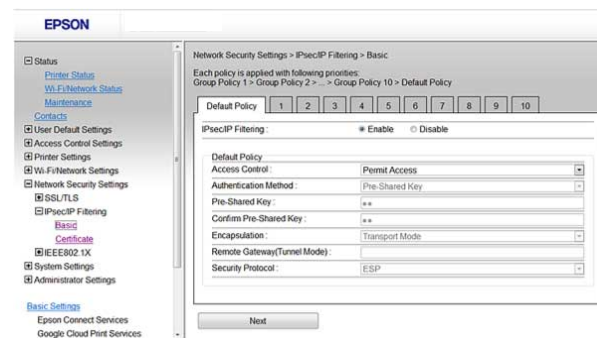 EPSON
Status
Printer Status
Wi-Fi/Network Status
Maintenance
Contacts
User Default Settings
Access Control Settings
Printer Settings
Wi-Fi/Network Settings
Network Security Settings
SSL/TLS
IPsec/IP Filtering
Basic
Certificate
IEEE802.1X
System Settings
Administrator Settings
Basic Settings
Epson Connect Services
Google Cloud Print Services
Network Security Settings > IPsec/IP Filtering > Basic
Each policy is applied with following priorities:
Group Policy 1 > Group Policy 2 > ... > Group Policy 10 > Default Policy
Default Policy 1 2 3 4 5 6 7 8 9 10
IPsec/IP Filtering : Enable Disable
Default Policy
Access Control : Permit Access
Authentication Method : Pre-Shared Key
Pre-Shared Key : ••
Confirm Pre-Shared Key : ••
Encapsulation : Transport Mode
Remote Gateway(Tunnel Mode) :
Security Protocol : ESP
Next